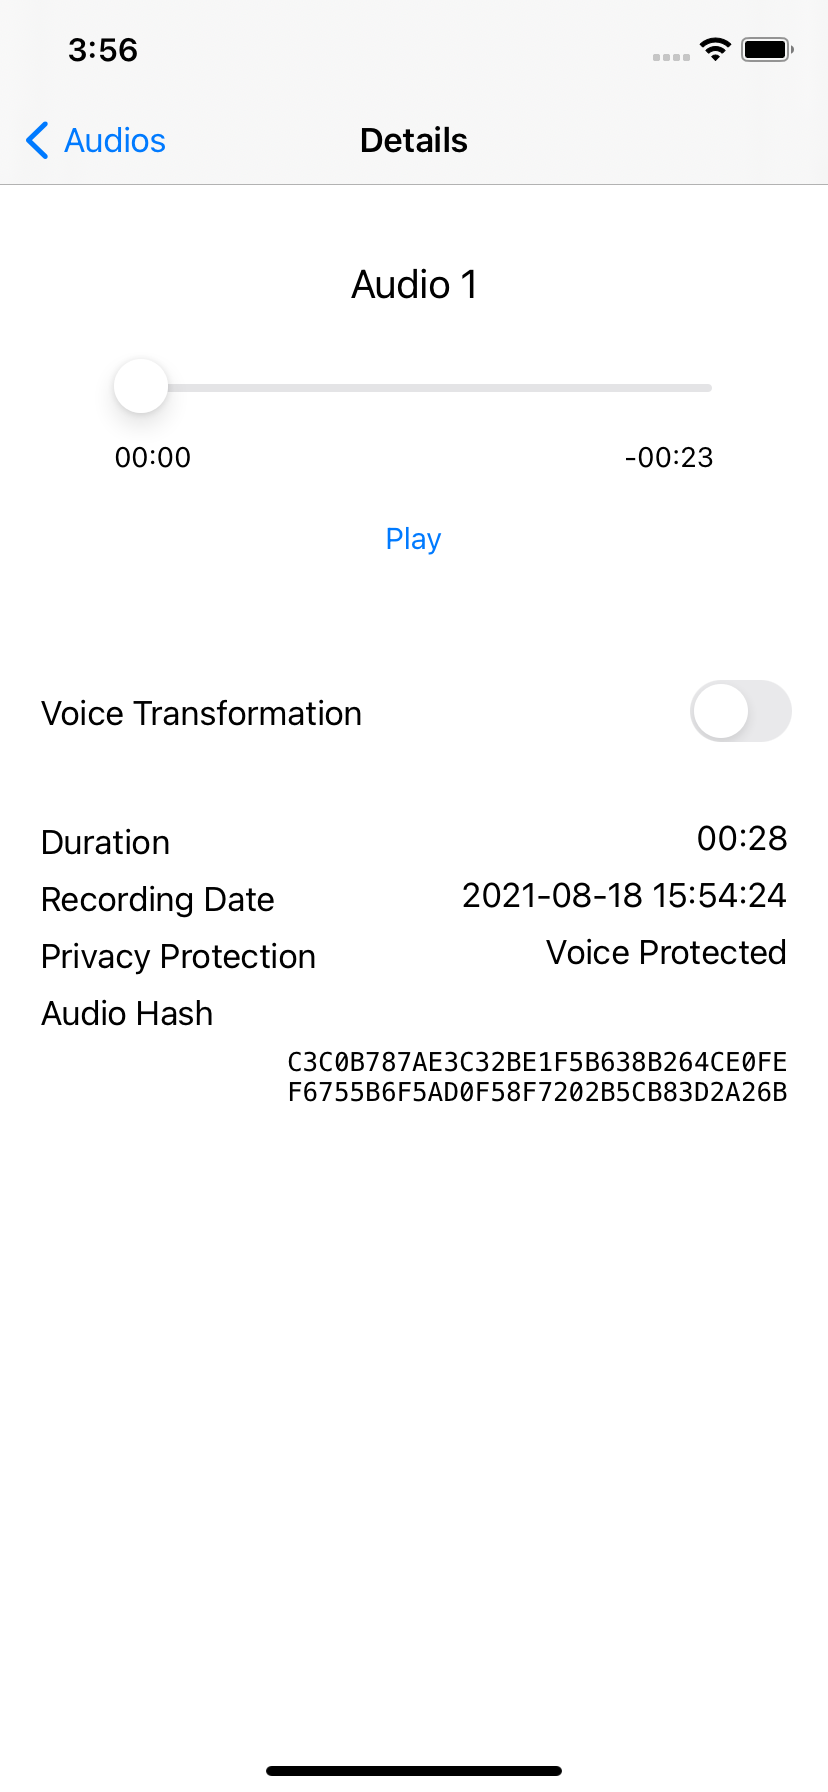 3:56
Audios
Details
Audio 1
00:00
-00:23
Play
Voice Transformation
Duration 00:28
Recording Date 2021-08-18 15:54:24
Privacy Protection Voice Protected
Audio Hash
C3C0B787AE3C32BE1F5B638B264CE0FE
F6755B6F5AD0F58F7202B5CB83D2A26B